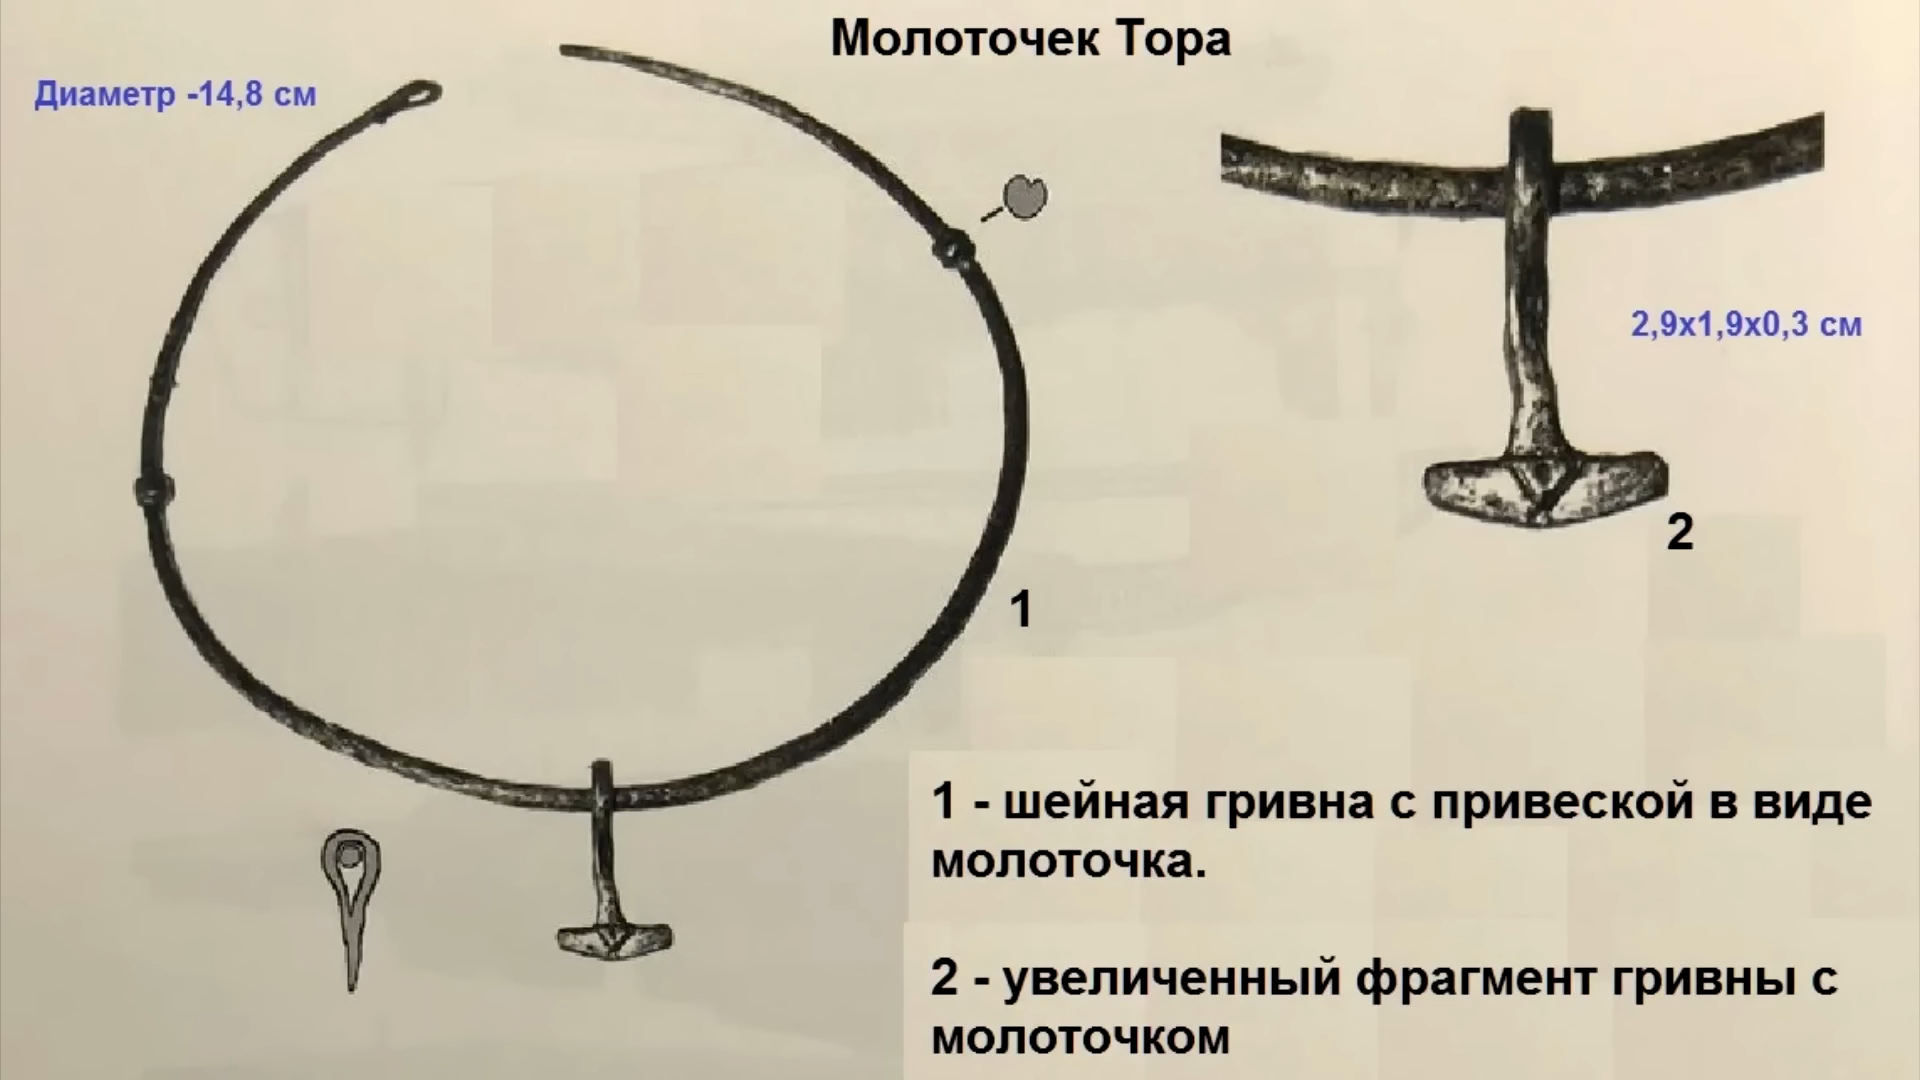 Молоточек Тора
Диаметр -14,8 см
2,9х1,9х0,3 см
2
1
1 - шейная гривна с привеской в виде
молоточка.
2 - увеличенный фрагмент гривны с
молоточком